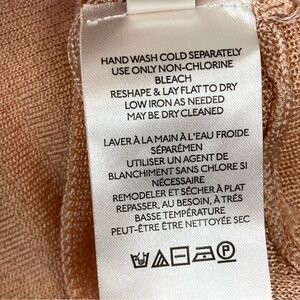 HAND WASH COLD SEPARATELY
USE ONLY NON-CHLORINE
BLEACH
RESHAPE & LAY FLAT TO DRY
LOW IRON AS NEEDED
MAY BE DRY CLEANED
LAVER À LA MAIN À L'EAU FROIDE
SÉPARÉMEN
UTILISER UN AGENT DE
BLANCHIMENT SANS CHLORE SI
NÉCESSAIRE
REMODELER ET SÉCHER À PLAT
REPASSER, AU BESOIN, À TRÈS
BASSE TEMPÉRATURE
PEUT-ÊTRE ÊTRE NETTOYÉE SEC